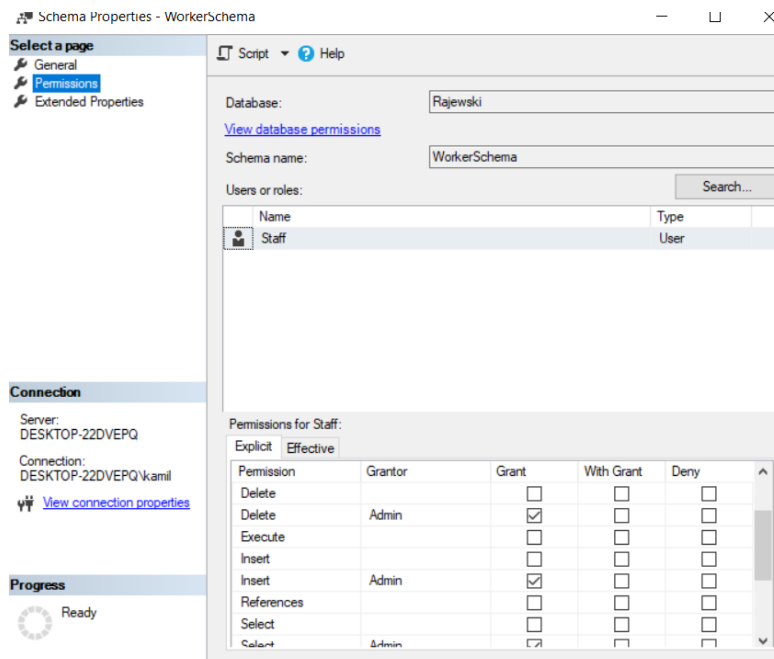 Schema Properties - WorkerSchema
Select a page
General
Permissions
Extended Properties
Script
Help
Database:
Rajewski
View database permissions
Schema name:
WorkerSchema
Users or roles:
Search...
Name Type
Staff User
Connection
Server:
DESKTOP-22DVEPQ
Connection:
DESKTOP-22DVEPQ\kamil
View connection properties
Progress
Ready
Permissions for Staff:
Explicit Effective
Permission Grantor Grant With Grant Deny
Delete
Delete Admin
Execute
Insert
Insert Admin
References
Select
Select Admin